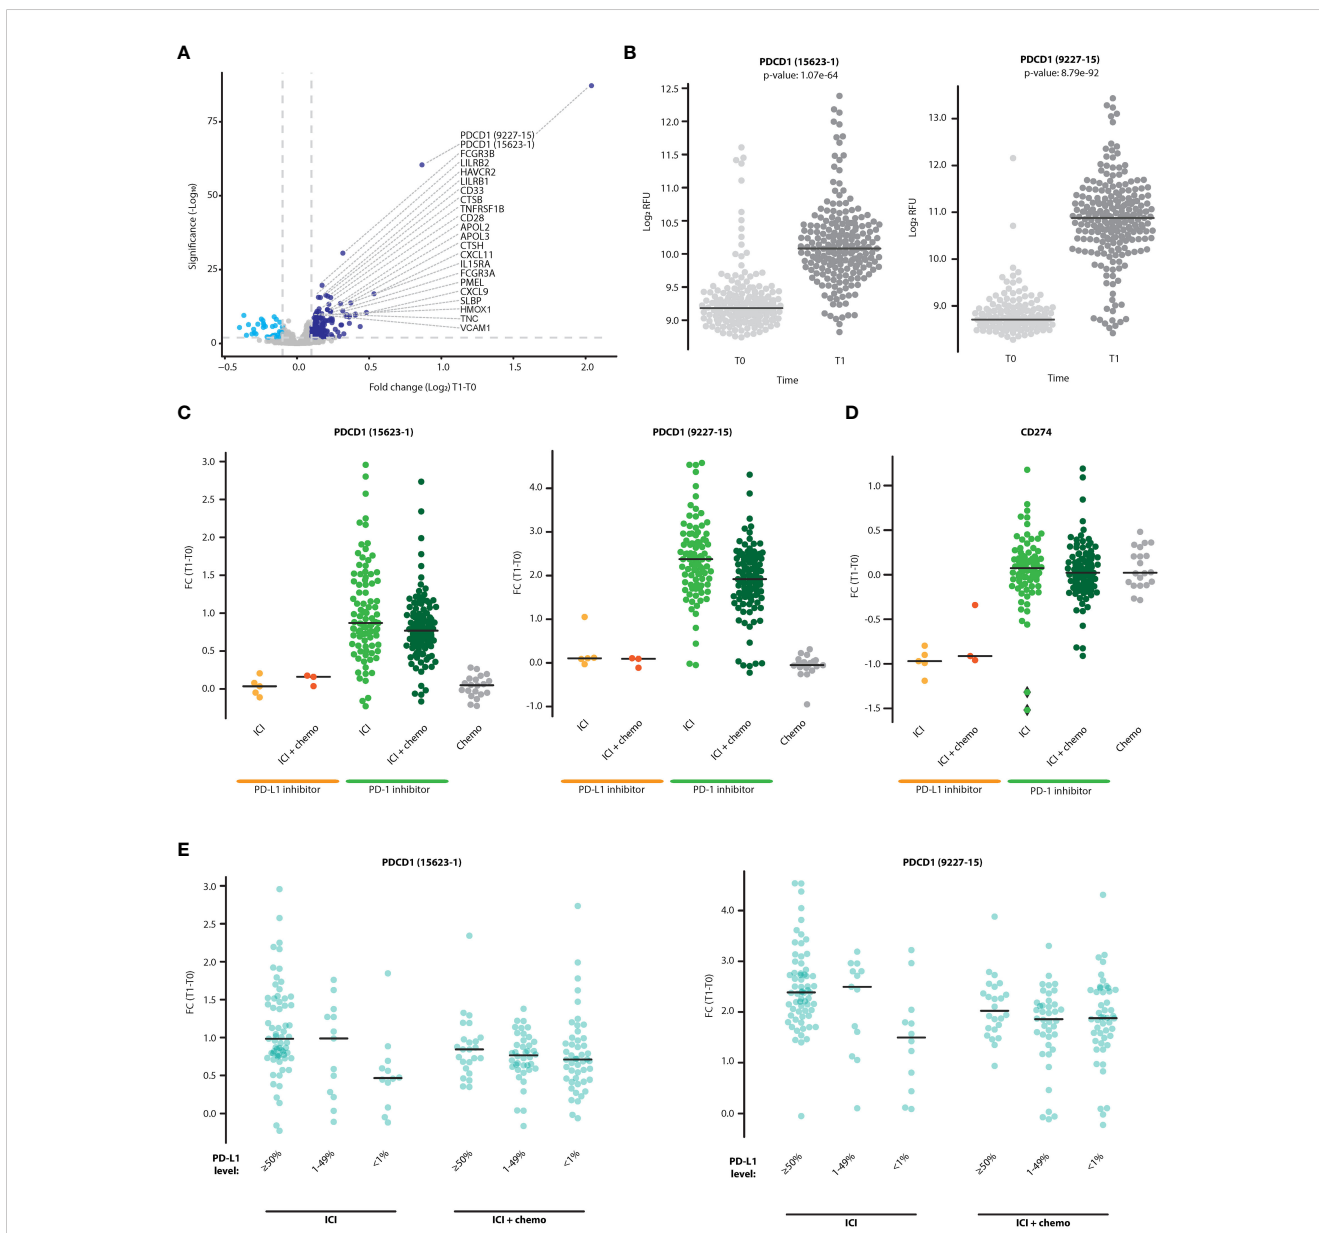 A
Significance (-Log₁₀)
75
50
25
0
−0.5
0.0
0.5
1.0
1.5
2.0
Fold change (Log₂) T1-T0
PDCD1 (9227-15)
PDCD1 (15623-1)
FCGR3B
LILRB2
HAVCR2
LILRB1
CD33
CTSB
TNFRSF1B
CD28
APOL2
APOL3
CTSH
CXCL11
IL15RA
FCGR3A
PMEL
CXCL9
SLBP
HMOX1
TNC
VCAM1
B
PDCD1 (15623-1)
p-value: 1.07e-64
Log₂ RFU
12.5
12.0
11.5
11.0
10.5
10.0
9.5
9.0
T0
T1
Time
PDCD1 (9227-15)
p-value: 8.79e-92
Log₂ RFU
13.0
12.0
11.0
10.0
9.0
T0
T1
Time
C
PDCD1 (15623-1)
FC (T1-T0)
3.0
2.5
2.0
1.5
1.0
0.5
0.0
ICI
ICI + chemo
ICI
ICI + chemo
Chemo
PD-L1 inhibitor
PD-1 inhibitor
PDCD1 (9227-15)
FC (T1-T0)
4.0
3.0
2.0
1.0
0.0
-1.0
ICI
ICI + chemo
ICI
ICI + chemo
Chemo
PD-L1 inhibitor
PD-1 inhibitor
D
CD274
FC (T1-T0)
1.0
0.5
0.0
-0.5
-1.0
-1.5
ICI
ICI + chemo
ICI
ICI + chemo
Chemo
PD-L1 inhibitor
PD-1 inhibitor
E
PDCD1 (15623-1)
FC (T1-T0)
3.0
2.5
2.0
1.5
1.0
0.5
0.0
PD-L1
level:
≥50%
1-49%
<1%
≥50%
1-49%
<1%
ICI
ICI + chemo
PDCD1 (9227-15)
FC (T1-T0)
4.0
3.0
2.0
1.0
0.0
PD-L1
level:
≥50%
1-49%
<1%
≥50%
1-49%
<1%
ICI
ICI + chemo